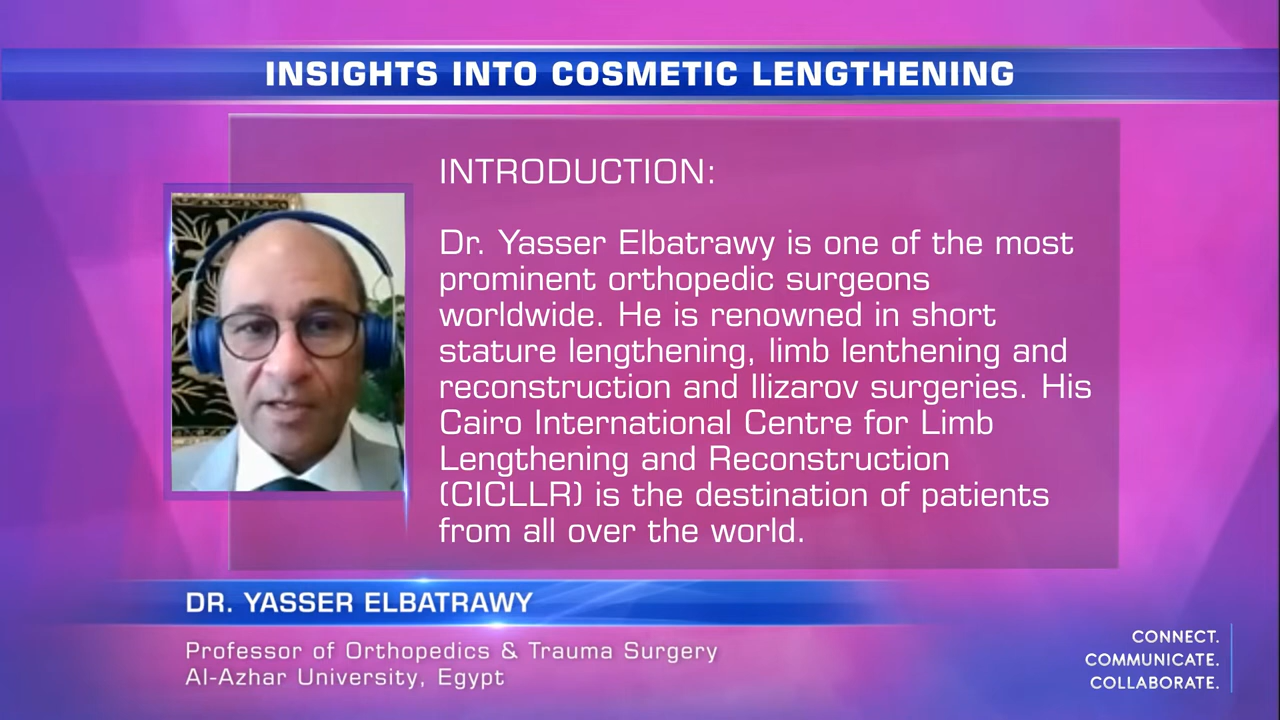 INSIGHTS INTO COSMETIC LENGTHENING
INTRODUCTION:
Dr. Yasser Elbatrawy is one of the most
prominent orthopedic surgeons
worldwide. He is renowned in short
stature lengthening, limb lenthening and
reconstruction and Ilizarov surgeries. His
Cairo International Centre for Limb
Lengthening and Reconstruction
(CICLLR) is the destination of patients
from all over the world.
DR. YASSER ELBATRAWY
Professor of Orthopedics & Trauma Surgery
Al-Azhar University, Egypt
CONNECT.
COMMUNICATE.
COLLABORATE.